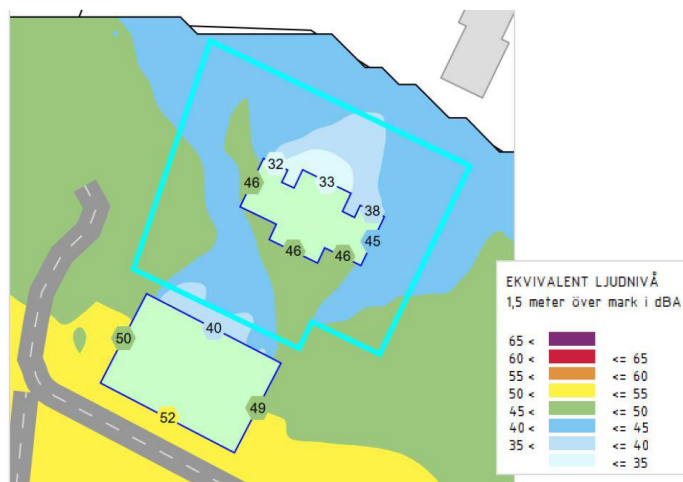 32
33
46
38
45
46
46
40
50
49
52
EKVIVALENT LJUDNIVÅ
1,5 meter över mark i dBA
65 <
60 < <= 65
55 < <= 60
50 < <= 55
45 < <= 50
40 < <= 45
35 < <= 40
<= 35